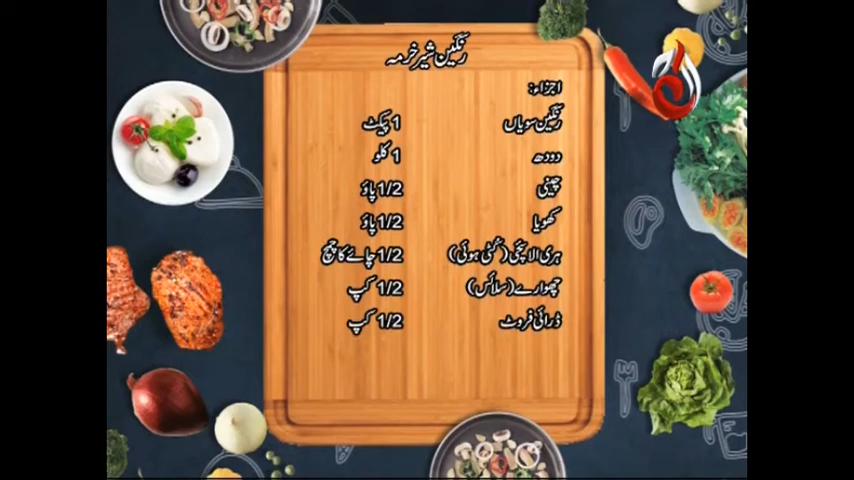 رنگین شیر خرمہ
اجزاء:
رنگین سویاں 1 پیکٹ
دودھ 1 کلو
چینی 1/2 پاؤ
کھویا 1/2 پاؤ
ہری الائچی (کُٹی ہوئی) 1/2 چائے کا چمچ
چھوارے (سلائس) 1/2 کپ
ڈرائی فروٹ 1/2 کپ